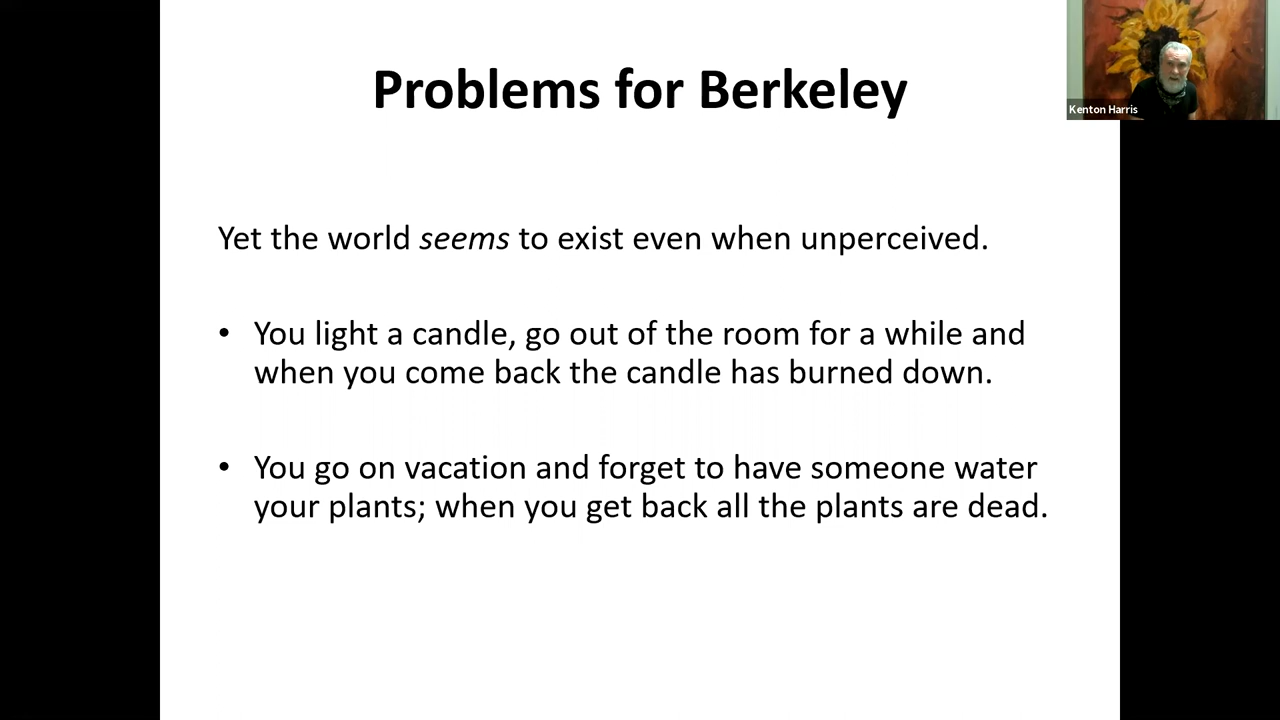 Problems for Berkeley
Kenton Harris
Yet the world seems to exist even when unperceived.
• You light a candle, go out of the room for a while and
when you come back the candle has burned down.
• You go on vacation and forget to have someone water
your plants; when you get back all the plants are dead.